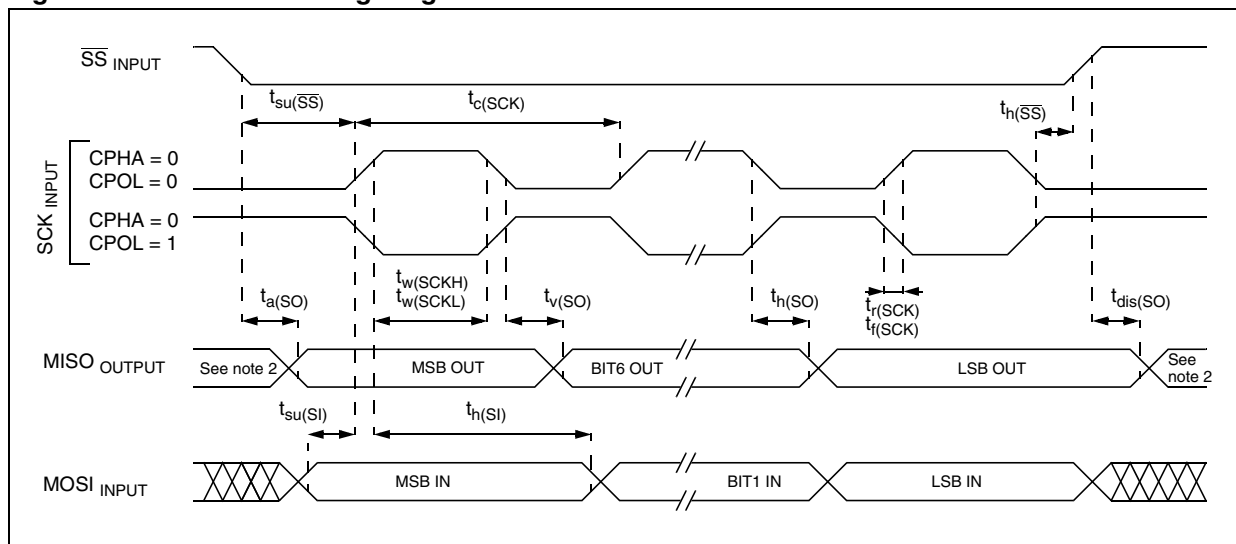 SS INPUT
tsu(SS)
tc(SCK)
th(SS)
SCK INPUT
CPHA = 0
CPOL = 0
CPHA = 0
CPOL = 1
ta(SO)
tw(SCKH)
tw(SCKL)
tv(SO)
th(SO)
tr(SCK)
tf(SCK)
tdis(SO)
MISO OUTPUT
See note 2
MSB OUT
BIT6 OUT
LSB OUT
See
note 2
tsu(SI)
th(SI)
MOSI INPUT
MSB IN
BIT1 IN
LSB IN